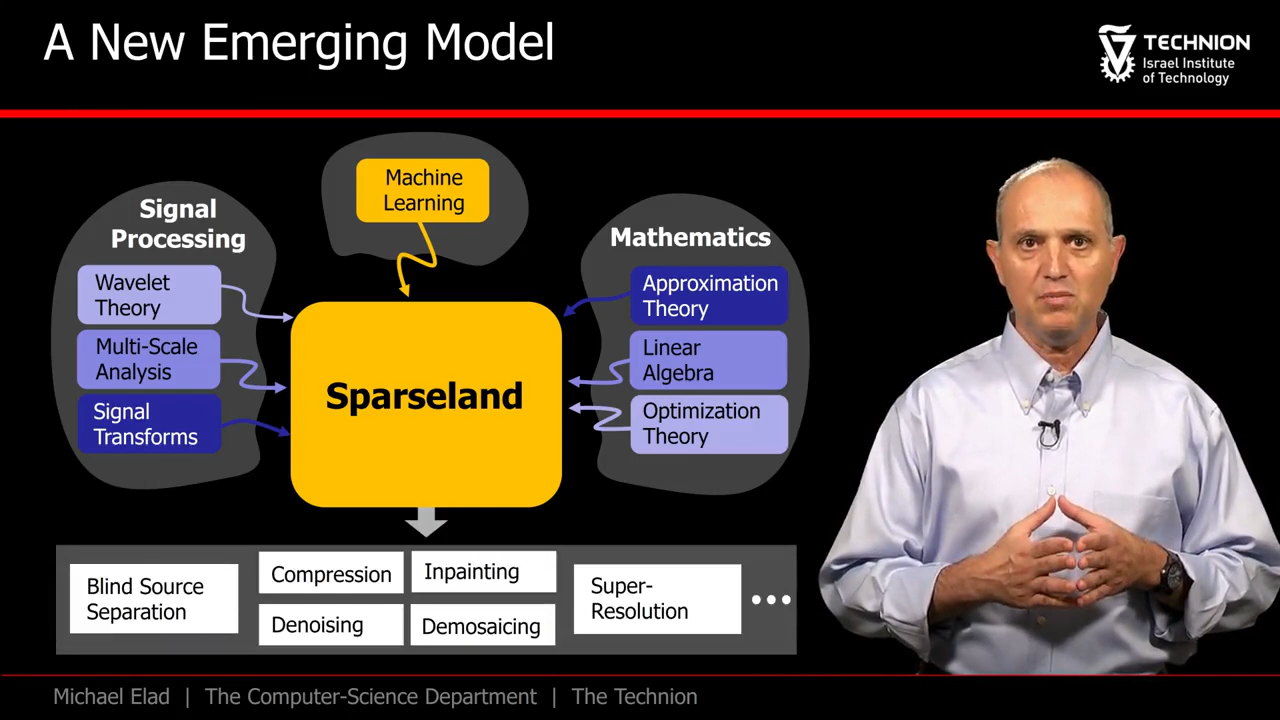 A New Emerging Model
TECHNION
Israel Institute
of Technology
Machine
Learning
Signal
Processing
Wavelet
Theory
Multi-Scale
Analysis
Signal
Transforms
Sparseland
Mathematics
Approximation
Theory
Linear
Algebra
Optimization
Theory
Blind Source
Separation
Compression
Inpainting
Denoising
Demosaicing
Super-
Resolution
•••
Michael Elad | The Computer-Science Department | The Technion